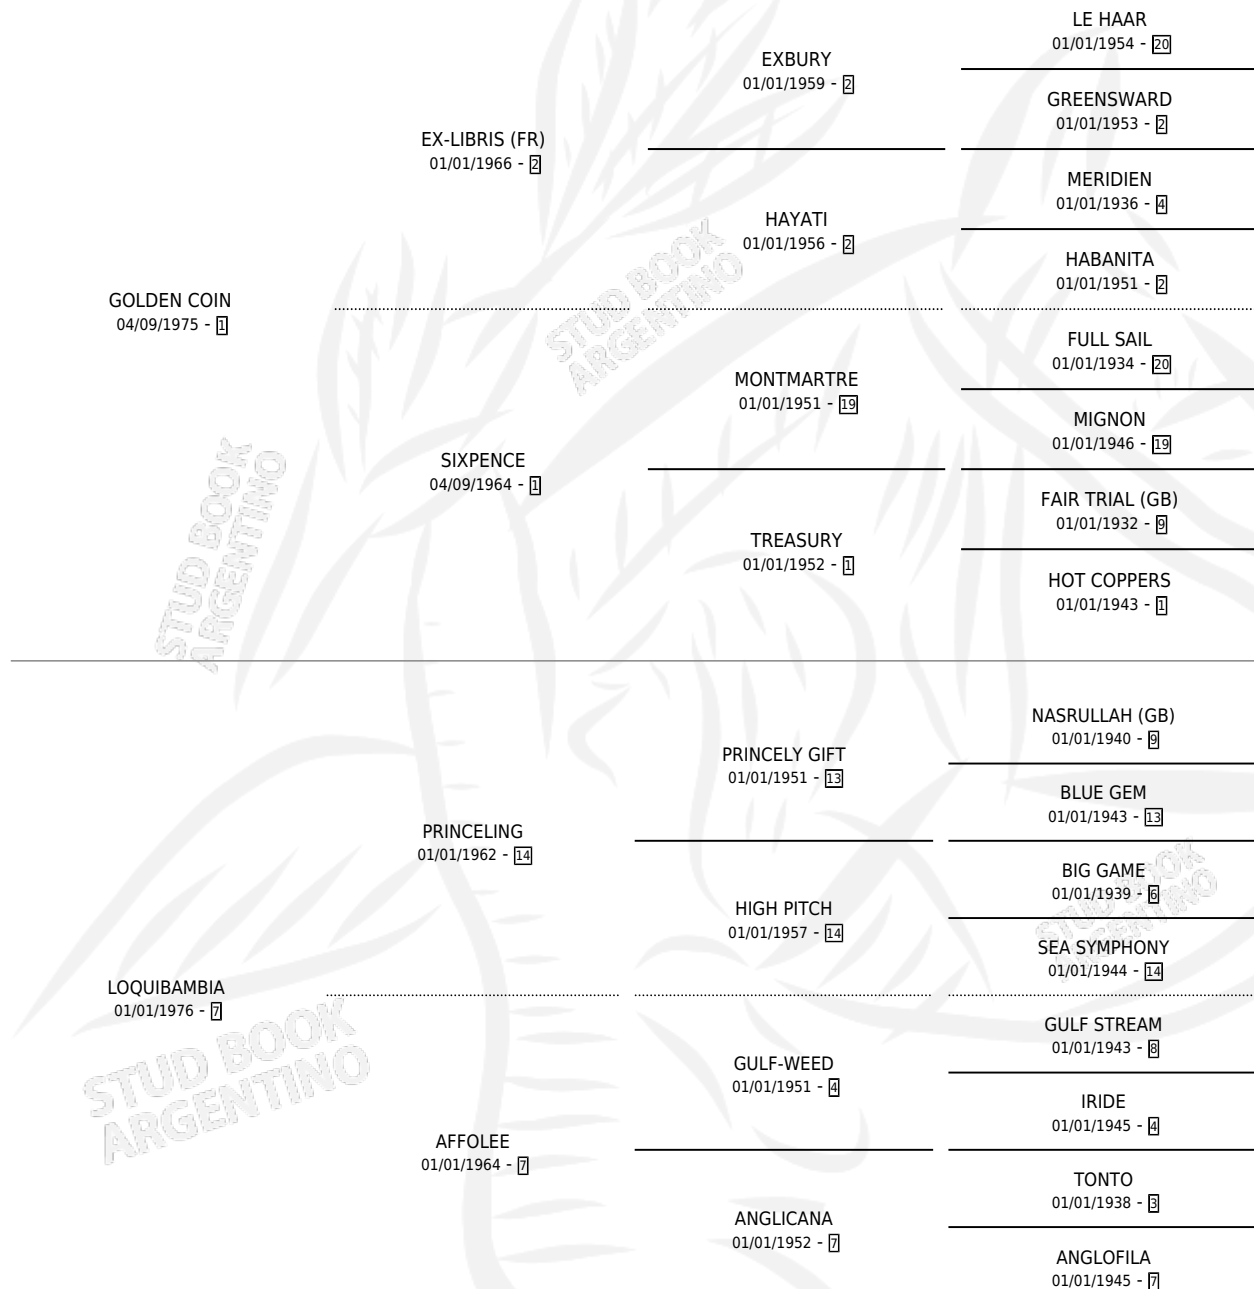 LE HAAR
01/01/1954 - 20
EXBURY
01/01/1959 - 2
GREENSWARD
01/01/1953 - 2
EX-LIBRIS (FR)
01/01/1966 - 2
MERIDIEN
01/01/1936 - 4
HAYATI
01/01/1956 - 2
HABANITA
01/01/1951 - 2
STUD BOOK
ARGENTINO
GOLDEN COIN
04/09/1975 - 1
FULL SAIL
01/01/1934 - 20
MONTMARTRE
01/01/1951 - 19
MIGNON
01/01/1946 - 19
SIXPENCE
04/09/1964 - 1
FAIR TRIAL (GB)
01/01/1932 - 9
TREASURY
01/01/1952 - 1
HOT COPPERS
01/01/1943 - 1
STUD BOOK
ARGENTINO
NASRULLAH (GB)
01/01/1940 - 9
PRINCELY GIFT
01/01/1951 - 13
BLUE GEM
01/01/1943 - 13
PRINCELING
01/01/1962 - 14
BIG GAME
01/01/1939 - 6
HIGH PITCH
01/01/1957 - 14
STUD BOOK
ARGENTINO
SEA SYMPHONY
01/01/1944 - 14
LOQUIBAMBIA
01/01/1976 - 7
GULF STREAM
01/01/1943 - 8
GULF-WEED
01/01/1951 - 4
IRIDE
01/01/1945 - 4
STUD BOOK
ARGENTINO
AFFOLEE
01/01/1964 - 7
TONTO
01/01/1938 - 3
ANGLICANA
01/01/1952 - 7
ANGLOFILA
01/01/1945 - 7